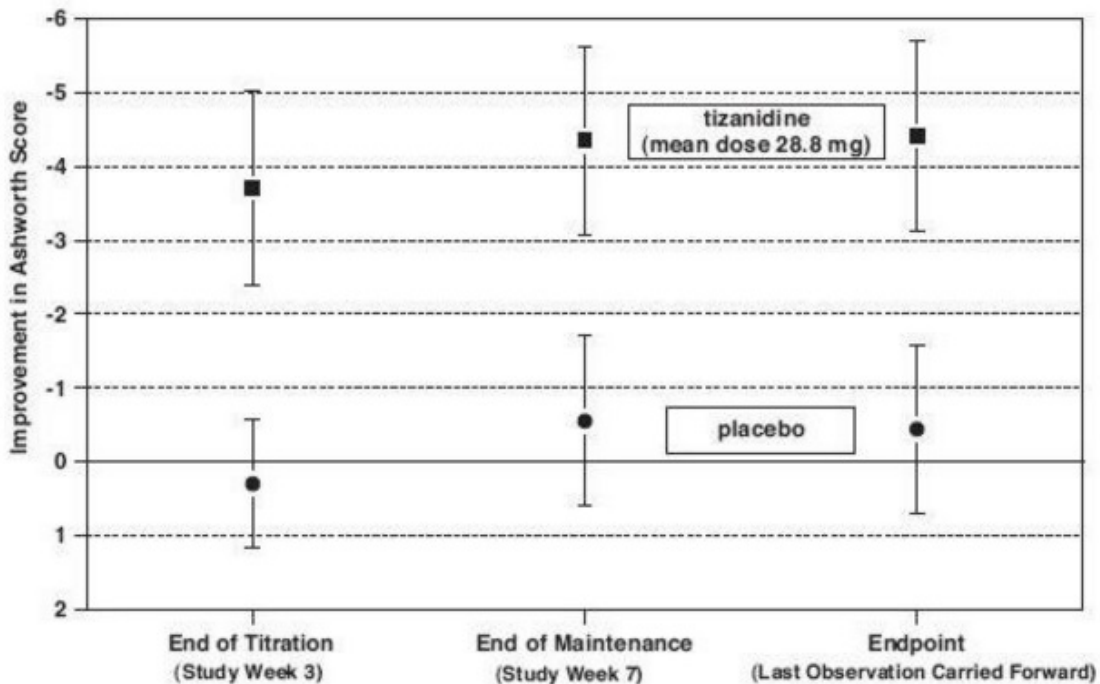 Improvement in Ashworth Score
-6
-5
-4
-3
-2
-1
0
1
2
tizanidine
(mean dose 28.8 mg)
placebo
End of Titration
(Study Week 3)
End of Maintenance
(Study Week 7)
Endpoint
(Last Observation Carried Forward)